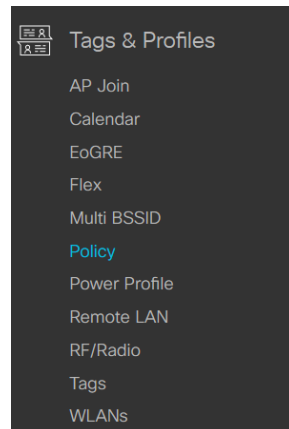 Tags & Profiles
AP Join
Calendar
EoGRE
Flex
Multi BSSID
Policy
Power Profile
Remote LAN
RF/Radio
Tags
WLANs